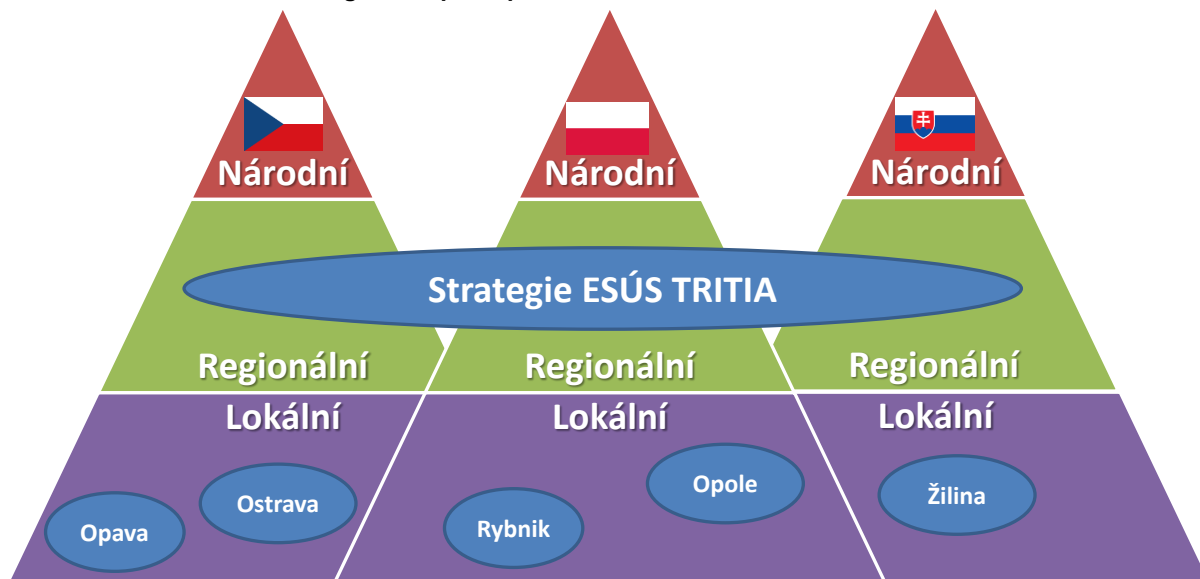 Národní
Národní
Národní
Strategie ESÚS TRITIA
Regionální
Regionální
Regionální
Lokální
Lokální
Lokální
Opava
Ostrava
Rybnik
Opole
Žilina